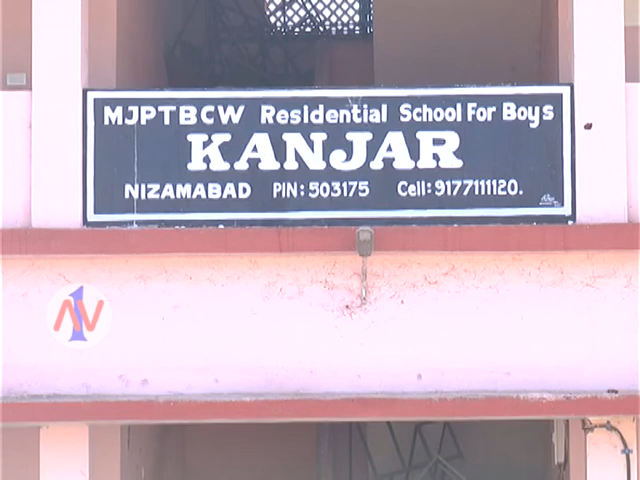 MJPTBCW Residential School For Boys
KANJAR
NIZAMABAD PIN: 503175 Cell: 9177111120.